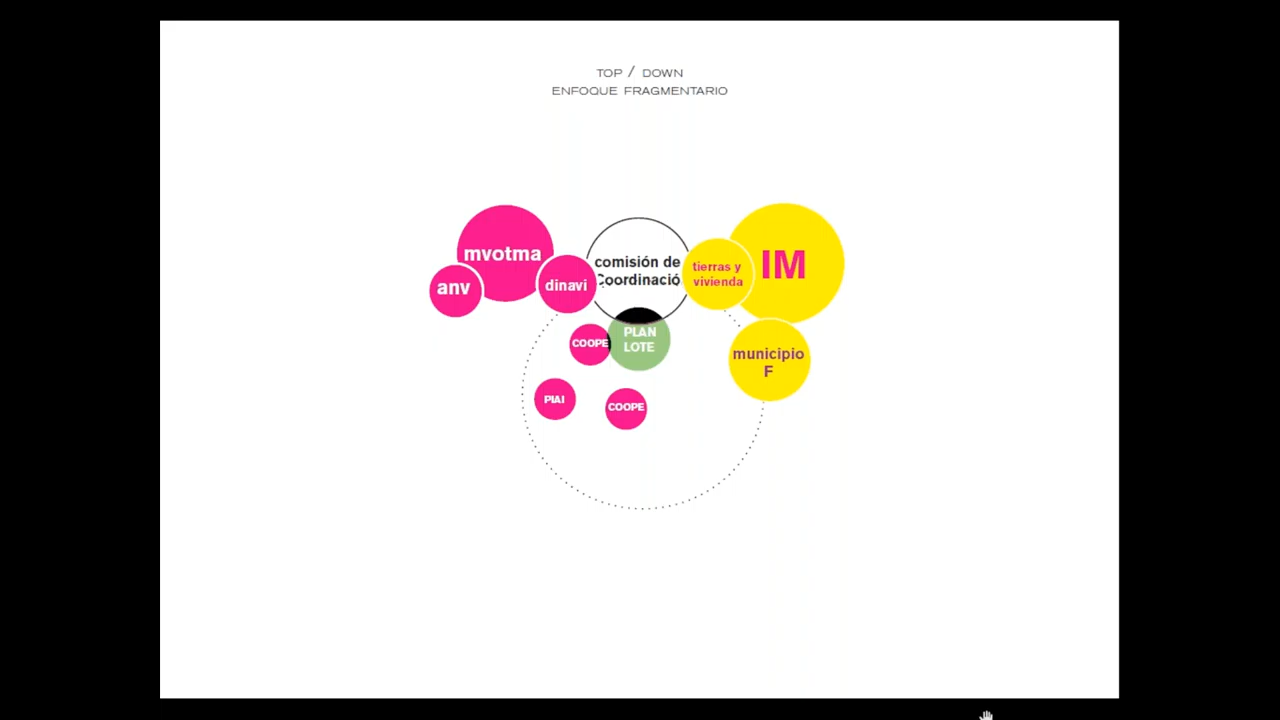 TOP / DOWN
ENFOQUE FRAGMENTARIO
mvotma
anv
dinavi
comisión de
Coordinació
tierras y
vivienda
IM
PLAN
LOTE
COOPE
municipio
F
PIAI
COOPE